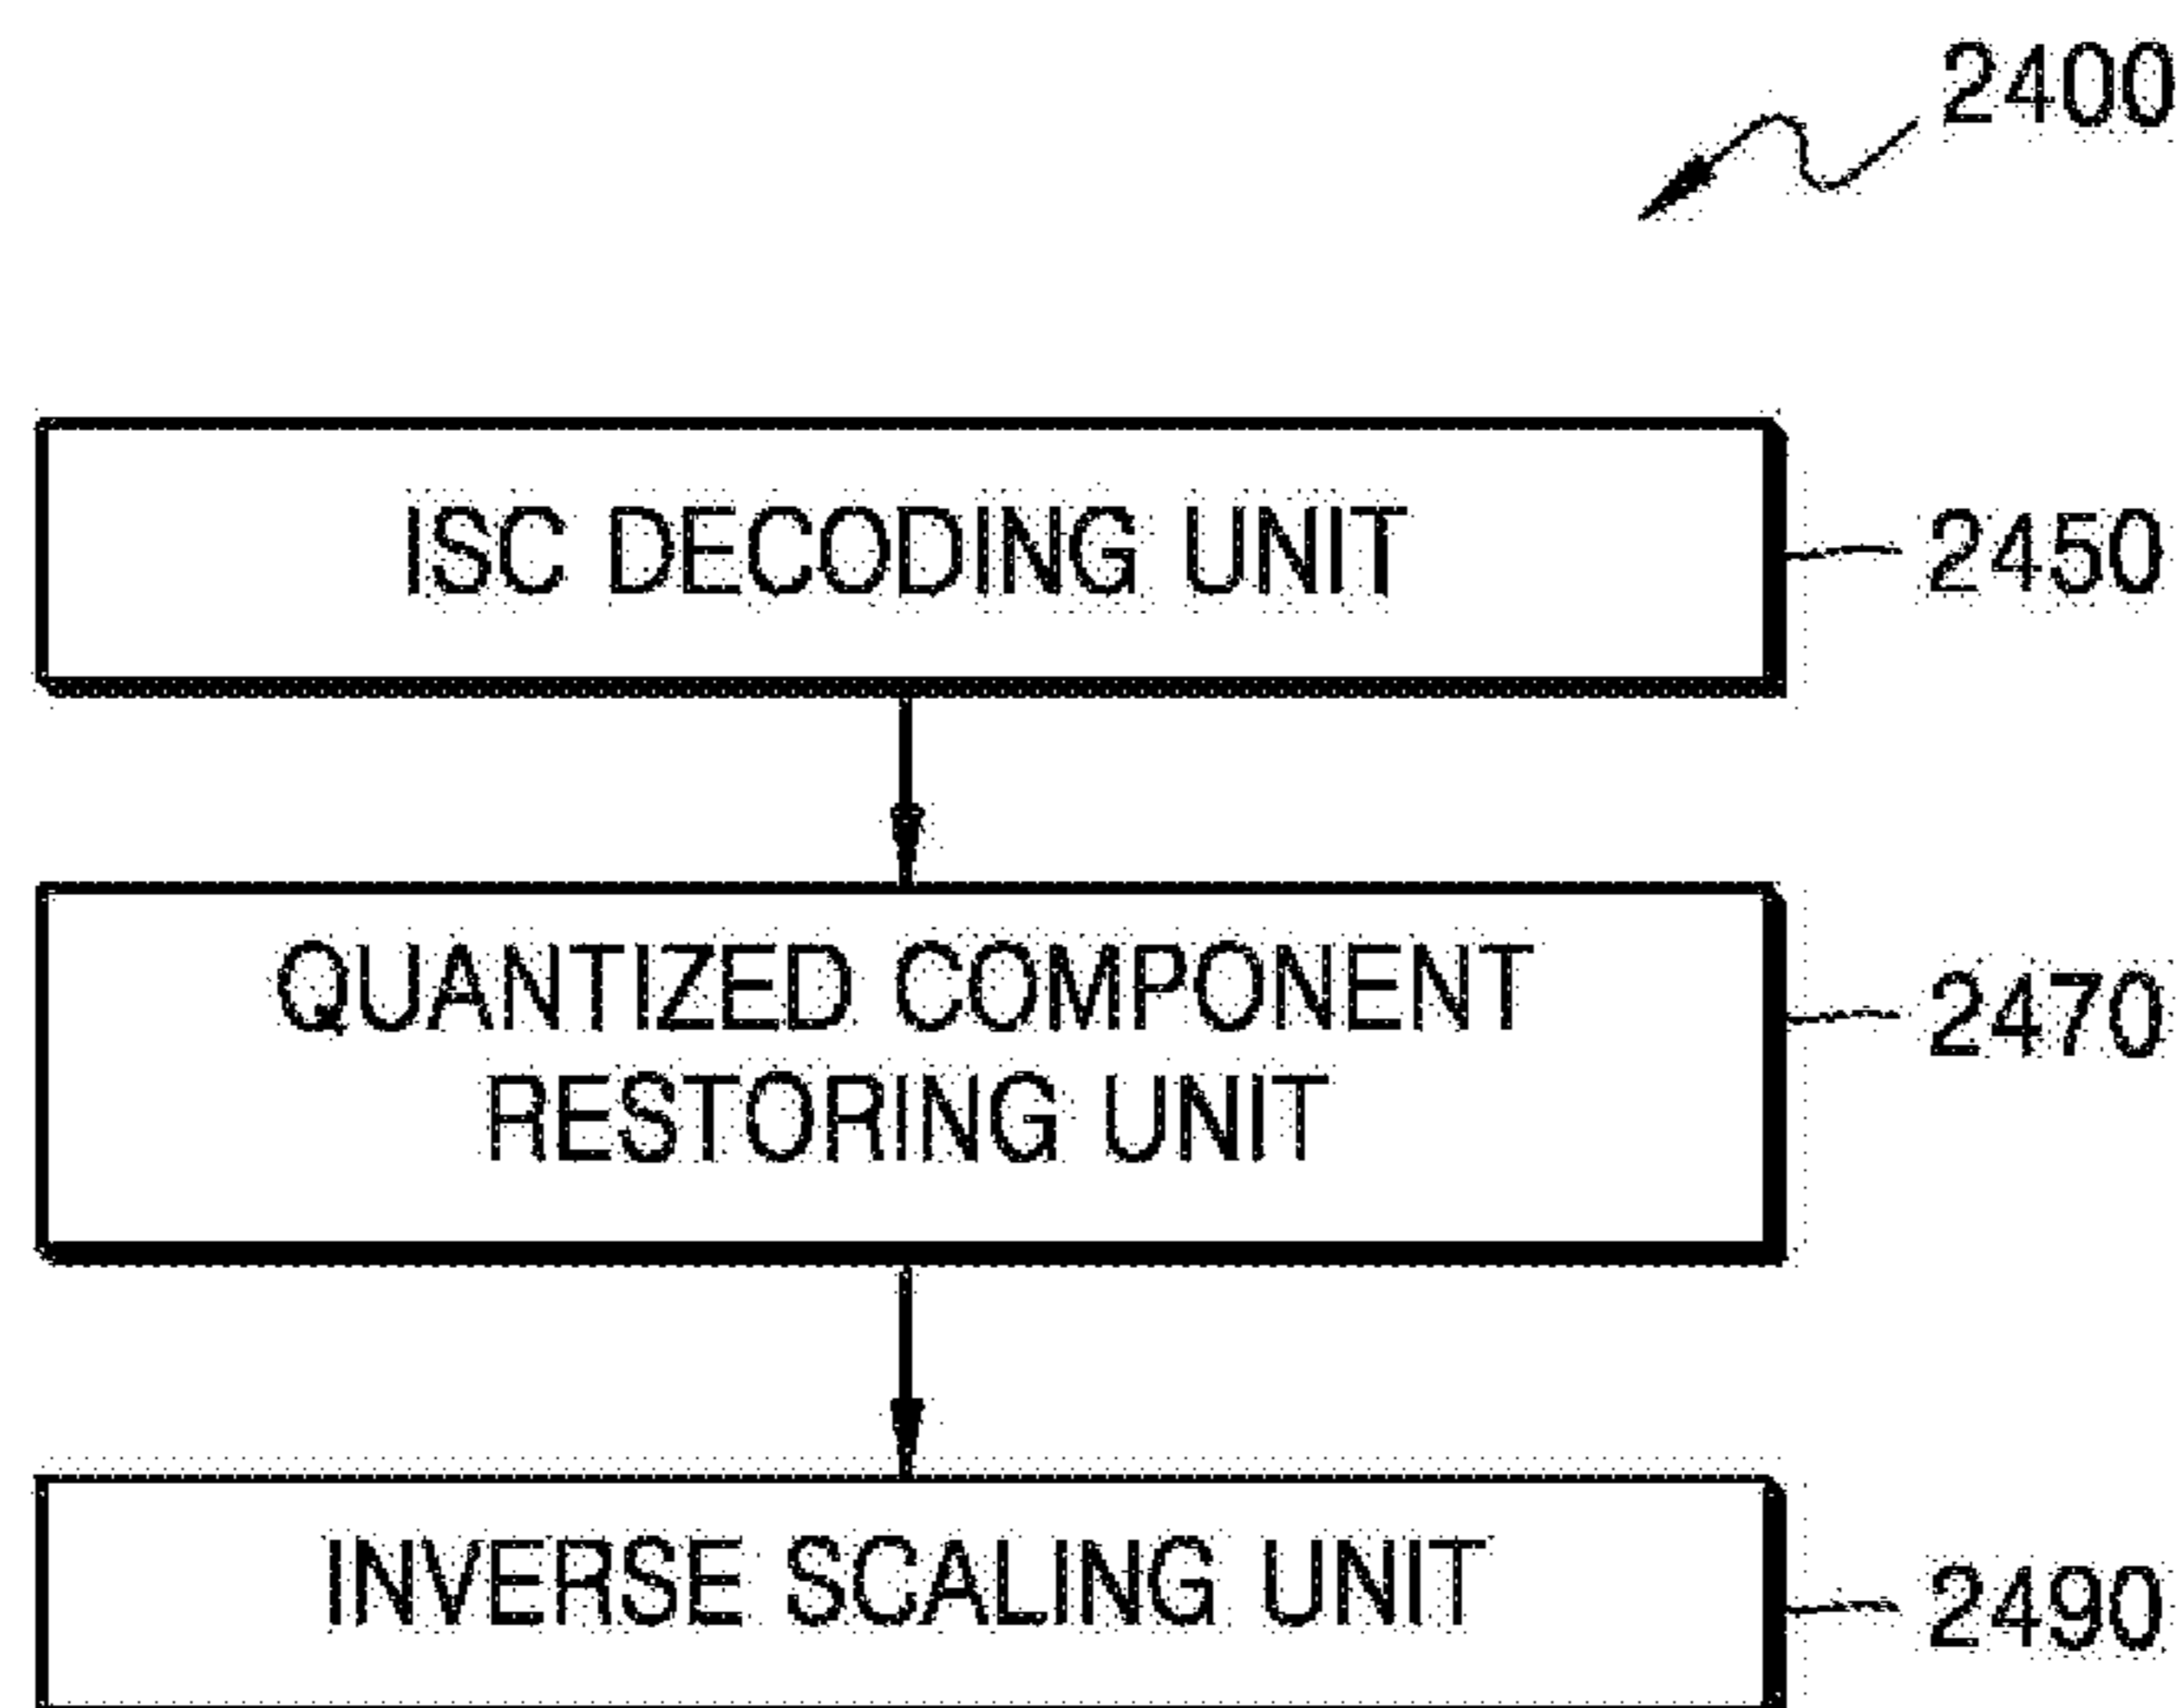 2400
ISC DECODING UNIT
2450
QUANTIZED COMPONENT
RESTORING UNIT
2470
INVERSE SCALING UNIT
2490